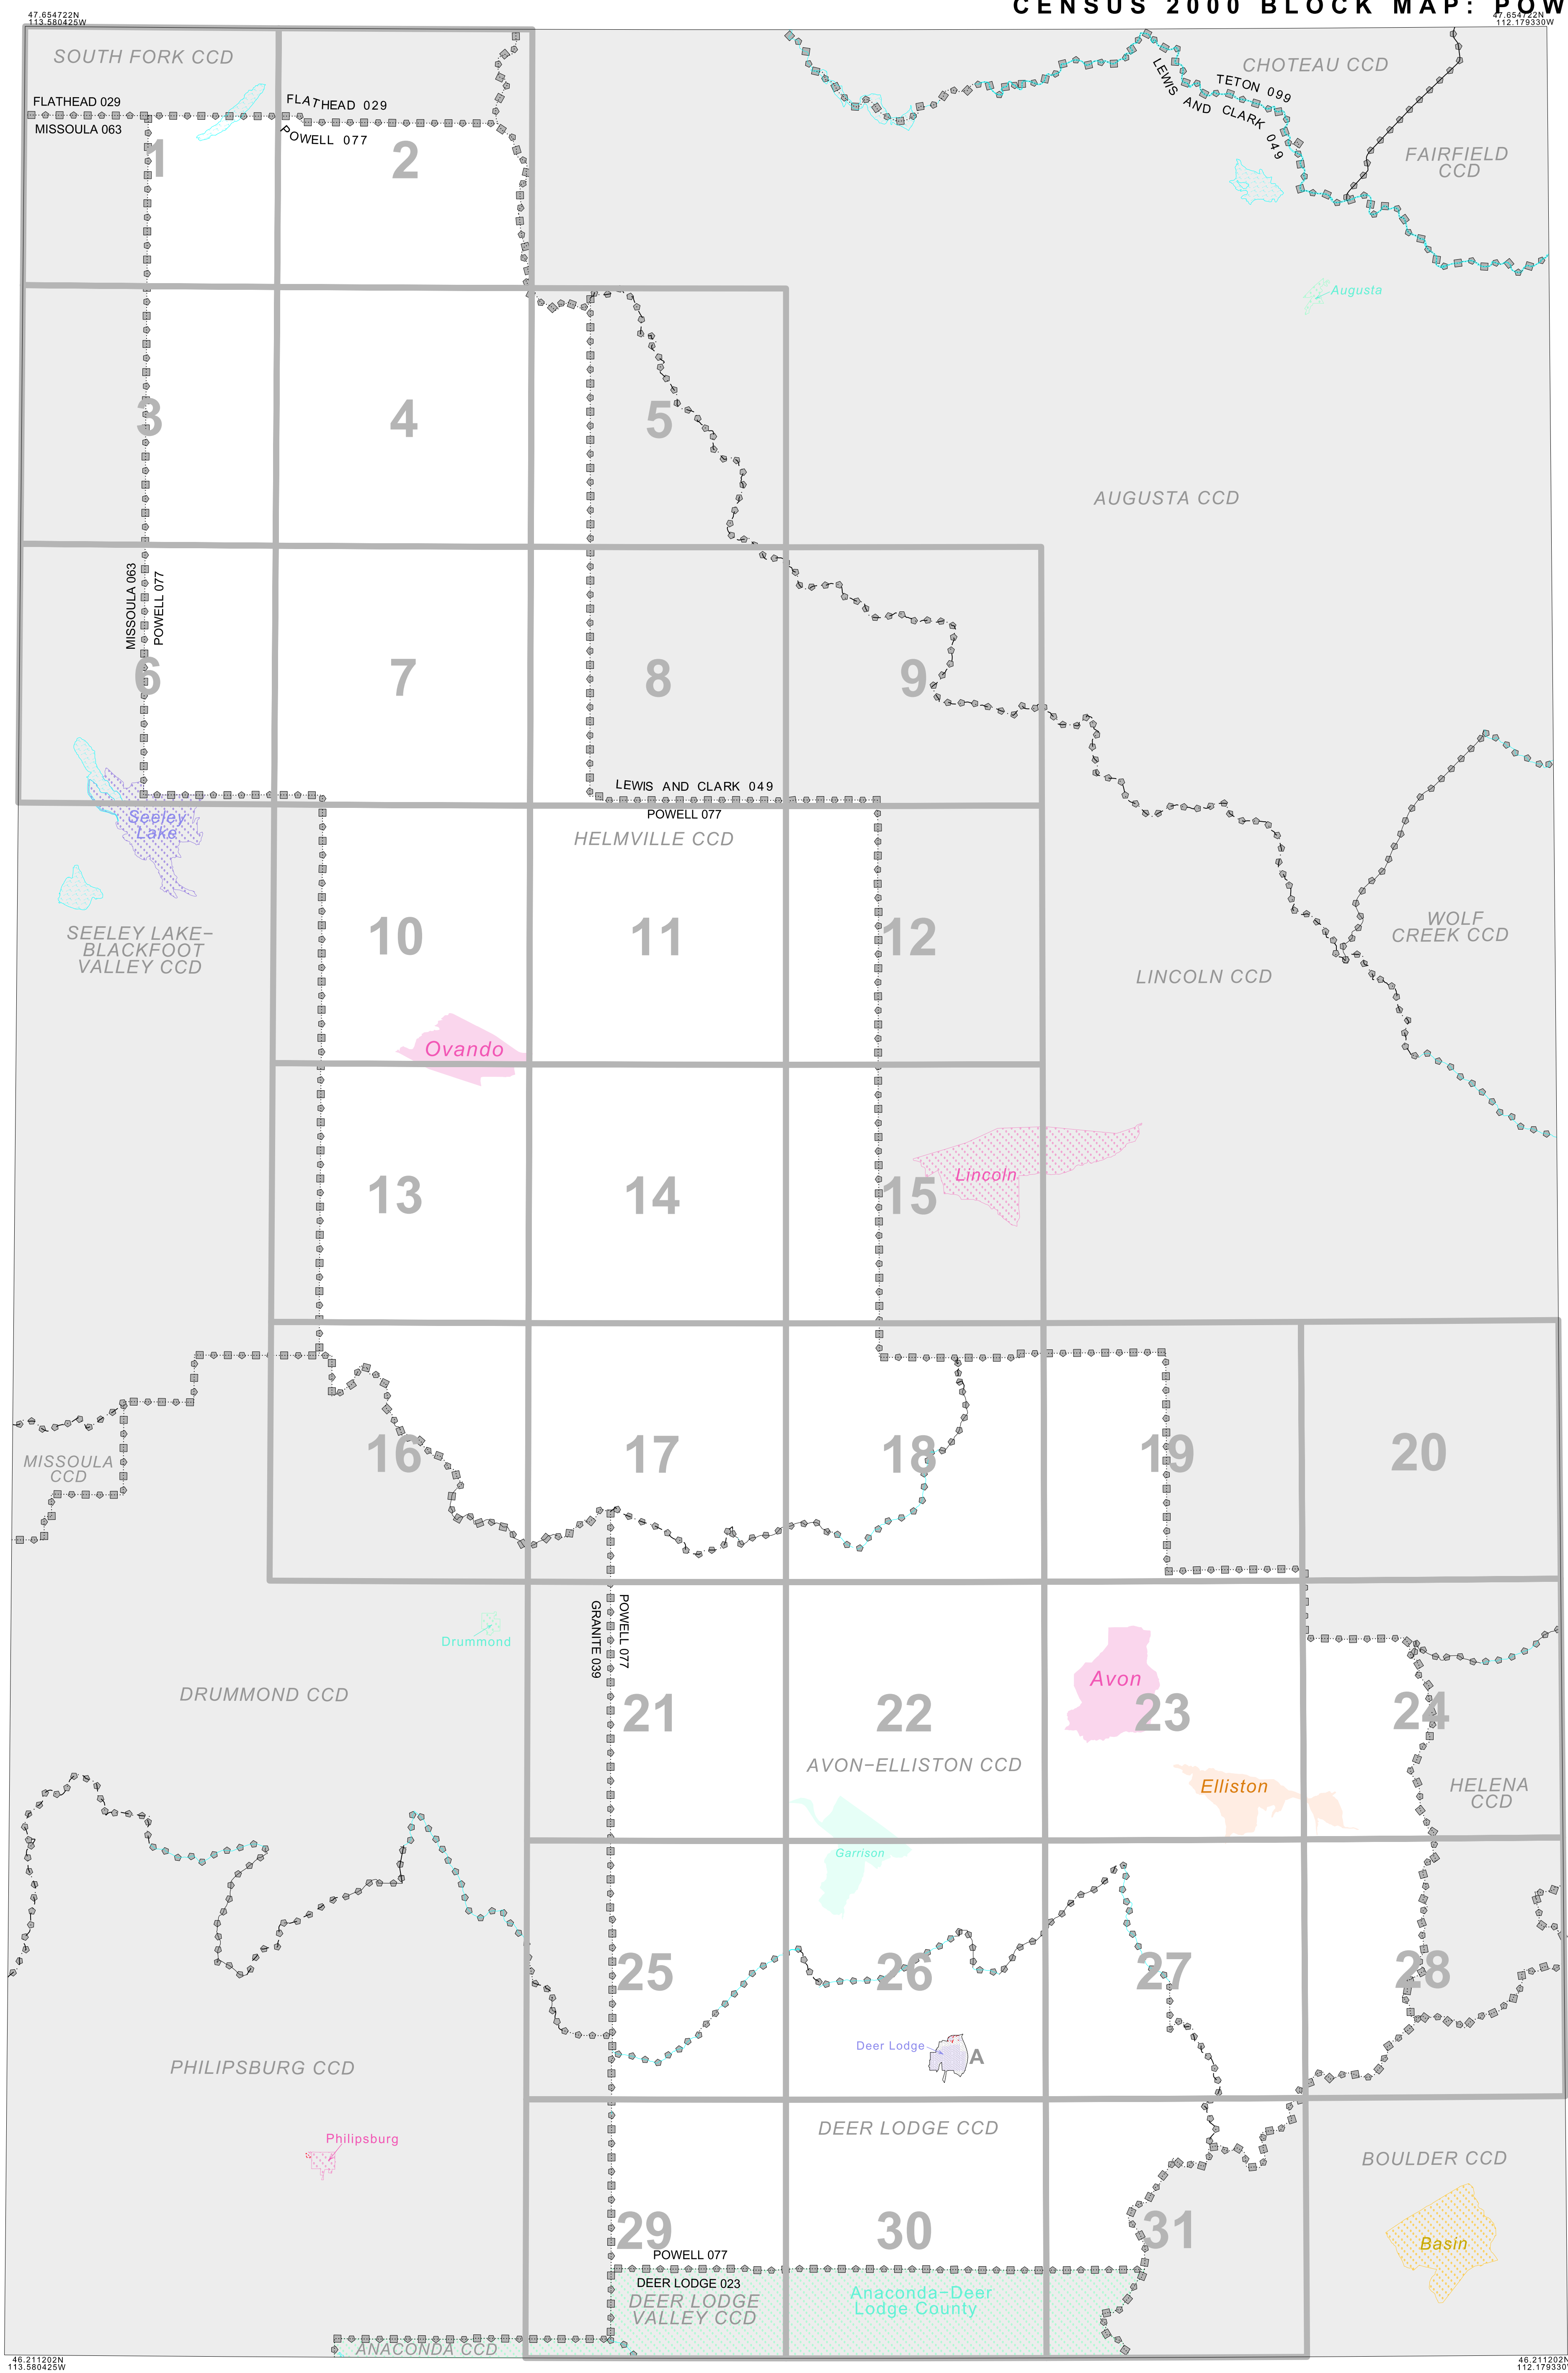 CENSUS 2000 BLOCK MAP: POW
47.654722N
113.580425W
47.654722N
112.179330W
SOUTH FORK CCD
CHOTEAU CCD
FLATHEAD 029
MISSOULA 063
FLATHEAD 029
POWELL 077
TETON 099
LEWIS AND CLARK 049
FAIRFIELD
CCD
1
2
Augusta
3
4
5
AUGUSTA CCD
MISSOULA 063
POWELL 077
6
7
8
9
LEWIS AND CLARK 049
POWELL 077
Seeley
Lake
HELMVILLE CCD
SEELEY LAKE-
BLACKFOOT
VALLEY CCD
10
11
12
WOLF
CREEK CCD
LINCOLN CCD
Ovando
13
14
15
Lincoln
MISSOULA
CCD
16
17
18
19
20
Drummond
GRANITE 039
POWELL 077
DRUMMOND CCD
Avon
21
22
23
24
AVON-ELLISTON CCD
Elliston
HELENA
CCD
Garrison
25
26
27
28
Deer Lodge
A
PHILIPSBURG CCD
DEER LODGE CCD
Philipsburg
BOULDER CCD
29
30
31
Basin
POWELL 077
DEER LODGE 023
DEER LODGE
VALLEY CCD
Anaconda-Deer
Lodge County
ANACONDA CCD
46.211202N
113.580425W
46.211202N
112.179330W